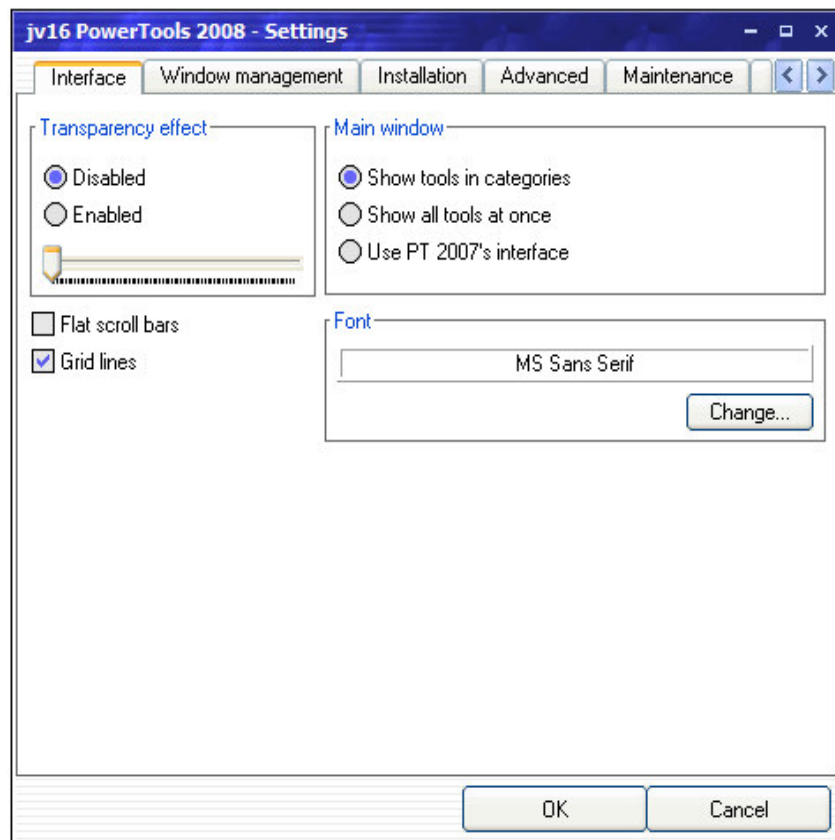 jv16 PowerTools 2008 - Settings
Interface Window management Installation Advanced Maintenance
Transparency effect
Disabled
Enabled
Main window
Show tools in categories
Show all tools at once
Use PT 2007's interface
Flat scroll bars
Grid lines
Font
MS Sans Serif
Change...
OK Cancel